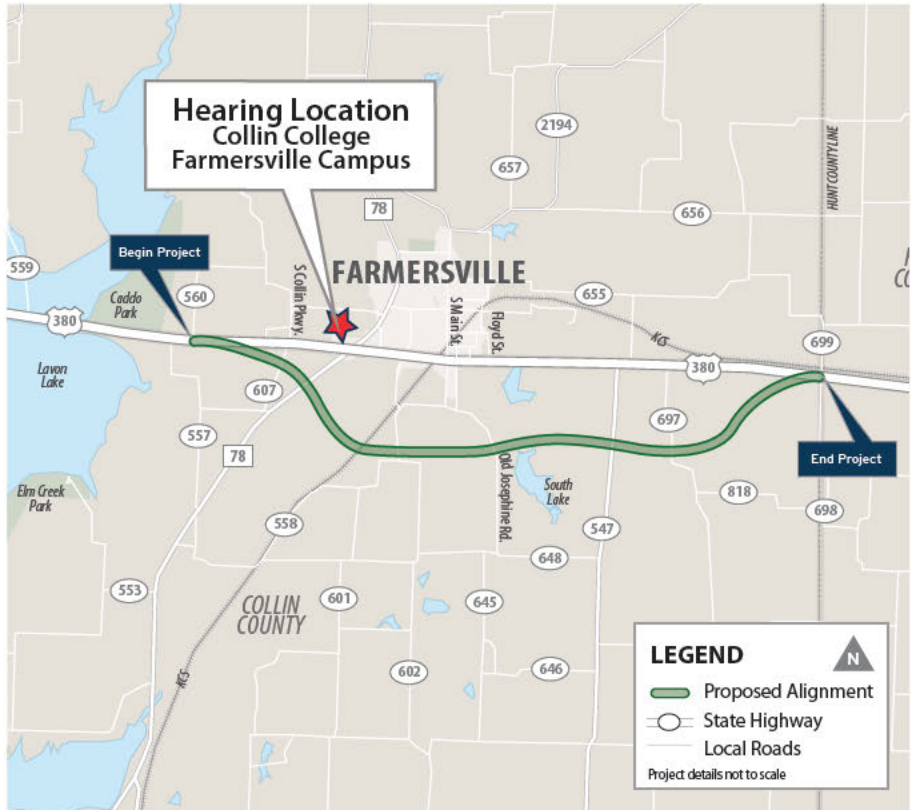 Hearing Location
Collin College
Farmersville Campus
2194
657
78
HUNT COUNTY LINE
656
Begin Project
559
560
Caddo
Park
S Collin Pkwy.
FARMERSVILLE
S Main St.
Floyd St.
655
KCS
380
380
699
Lavon
Lake
607
697
557
78
End Project
Elm Creek
Park
Old Josephine Rd.
South
Lake
818
698
558
547
648
553
601
645
COLLIN
COUNTY
602
646
KCS
LEGEND
N
Proposed Alignment
State Highway
Local Roads
Project details not to scale